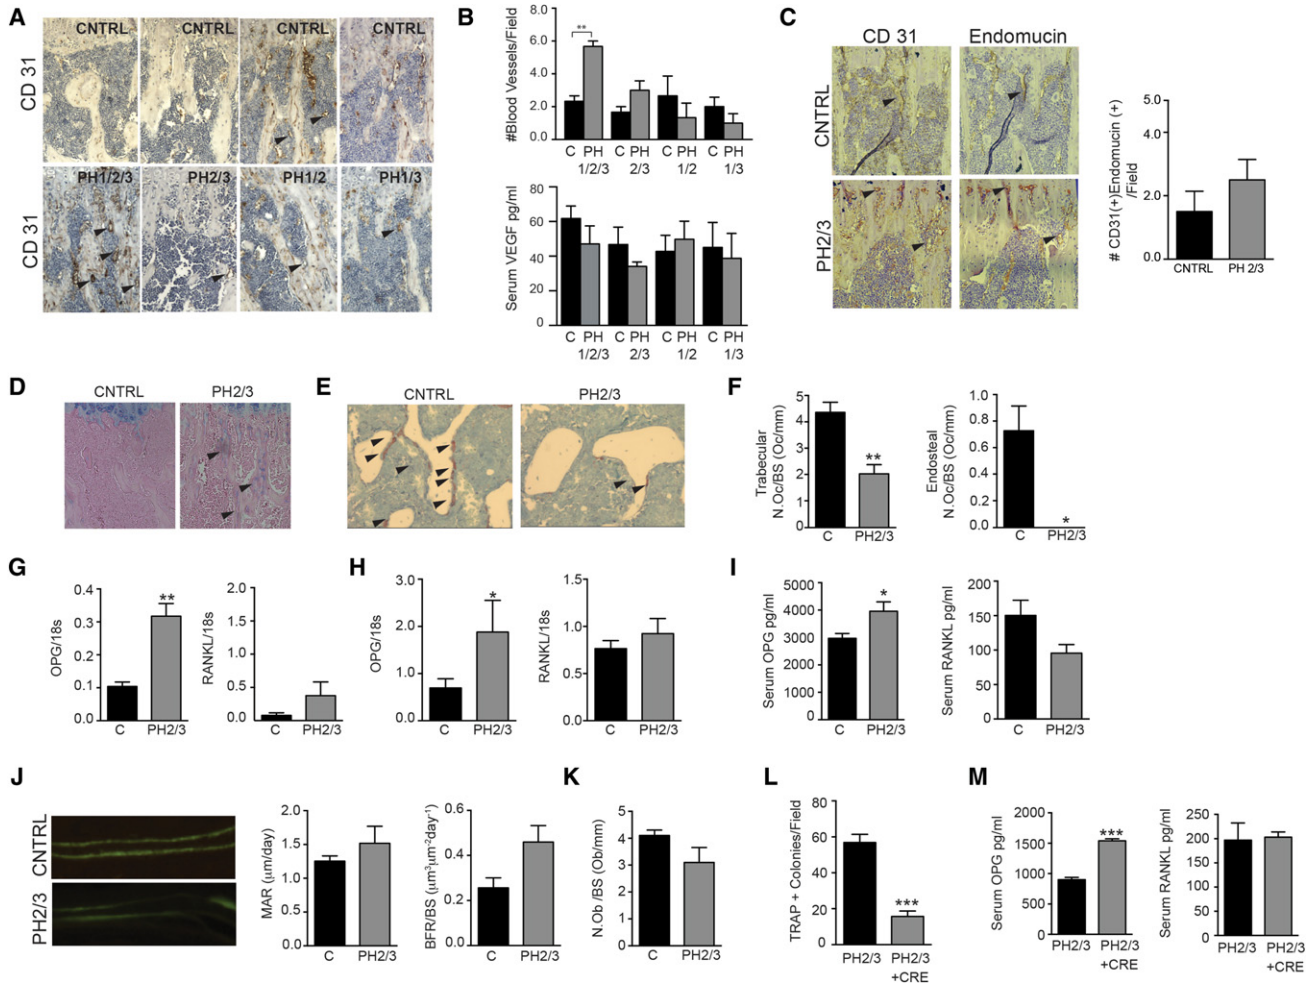 A
CD 31
CNTRL CNTRL CNTRL CNTRL
CD 31
PH1/2/3 PH2/3 PH1/2 PH1/3
B
#Blood Vessels/Field
8.0
6.0
4.0
2.0
0.0
**
C PH C PH C PH C PH
1/2/3 2/3 1/2 1/3
Serum VEGF pg/ml
80
60
40
20
0
C PH C PH C PH C PH
1/2/3 2/3 1/2 1/3
C
CD 31 Endomucin
CNTRL
PH2/3
# CD31(+)Endomucin (+)
/Field
5.0
4.0
2.0
0.0
CNTRL PH 2/3
D
CNTRL PH2/3
E
CNTRL PH2/3
F
Trabecular
N.Oc/BS (Oc/mm)
5
4
3
2
1
0
**
C PH2/3
Endosteal
N.Oc/BS (Oc/mm)
1.0
0.8
0.6
0.4
0.2
0.0
*
C PH2/3
G
OPG/18s
0.4
0.3
0.2
0.1
0.0
**
C PH2/3
RANKL/18s
2.0
1.5
1.0
0.5
0.0
C PH2/3
H
OPG/18s
3.0
2.0
1.0
0.0
*
C PH2/3
RANKL/18s
1.5
1.0
0.5
0.0
C PH2/3
I
Serum OPG pg/ml
5000
4000
3000
2000
1000
0
*
C PH2/3
Serum RANKL pg/ml
150
100
50
0
C PH2/3
J
CNTRL
PH2/3
MAR (μm/day)
2.0
1.5
1.0
0.5
0.0
C PH2/3
BFR/BS (μm³μm⁻²day⁻¹)
0.6
0.4
0.2
0.0
C PH2/3
K
N.Ob /BS (Ob/mm)
5
4
3
2
1
0
C PH2/3
L
TRAP + Colonies/Field
80
60
40
20
0
***
PH2/3 PH2/3
+CRE
M
Serum OPG pg/ml
2000
1500
1000
500
0
***
PH2/3 PH2/3
+CRE
Serum RANKL pg/ml
250
200
150
100
50
0
PH2/3 PH2/3
+CRE